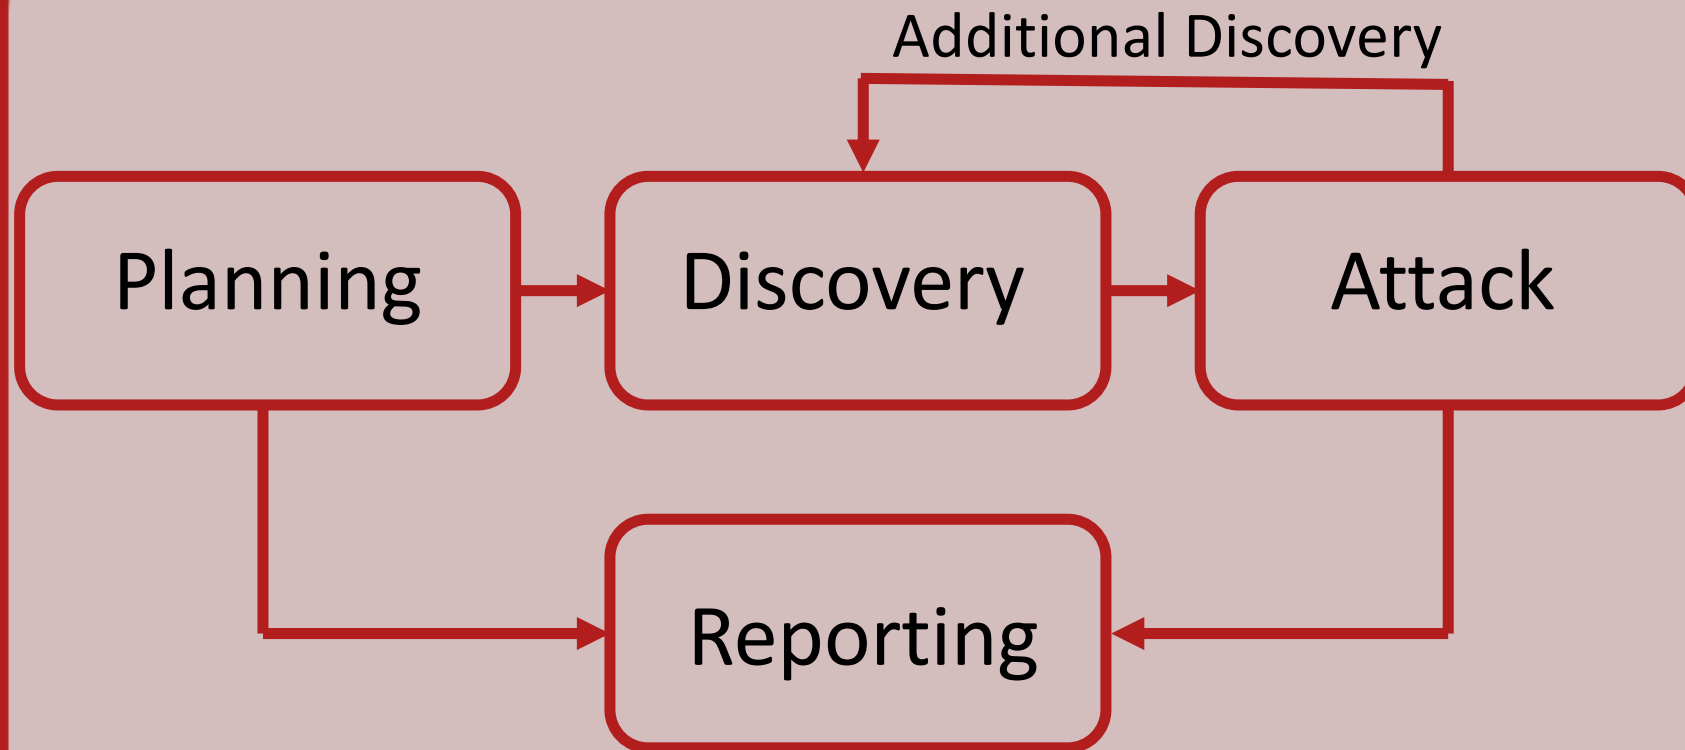 Additional Discovery
Planning
Discovery
Attack
Reporting